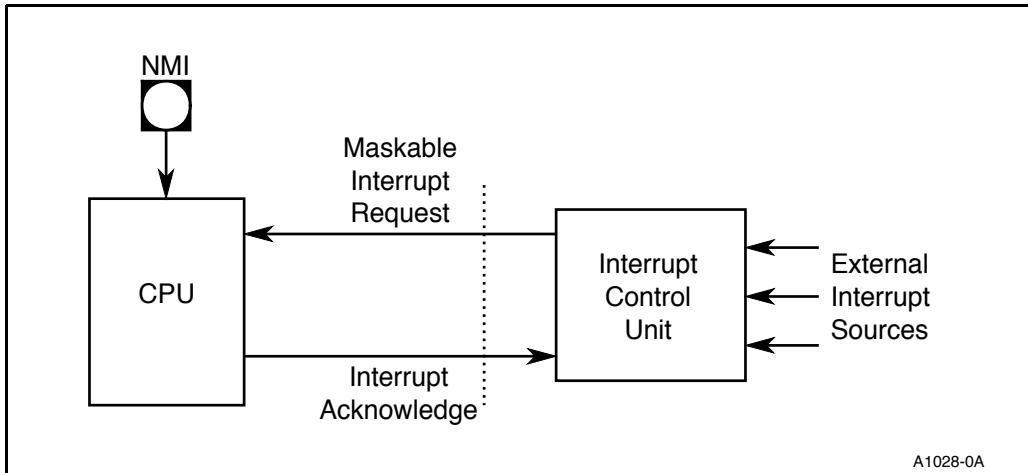 NMI
Maskable
Interrupt
Request
CPU
Interrupt
Acknowledge
Interrupt
Control
Unit
External
Interrupt
Sources
A1028-0A